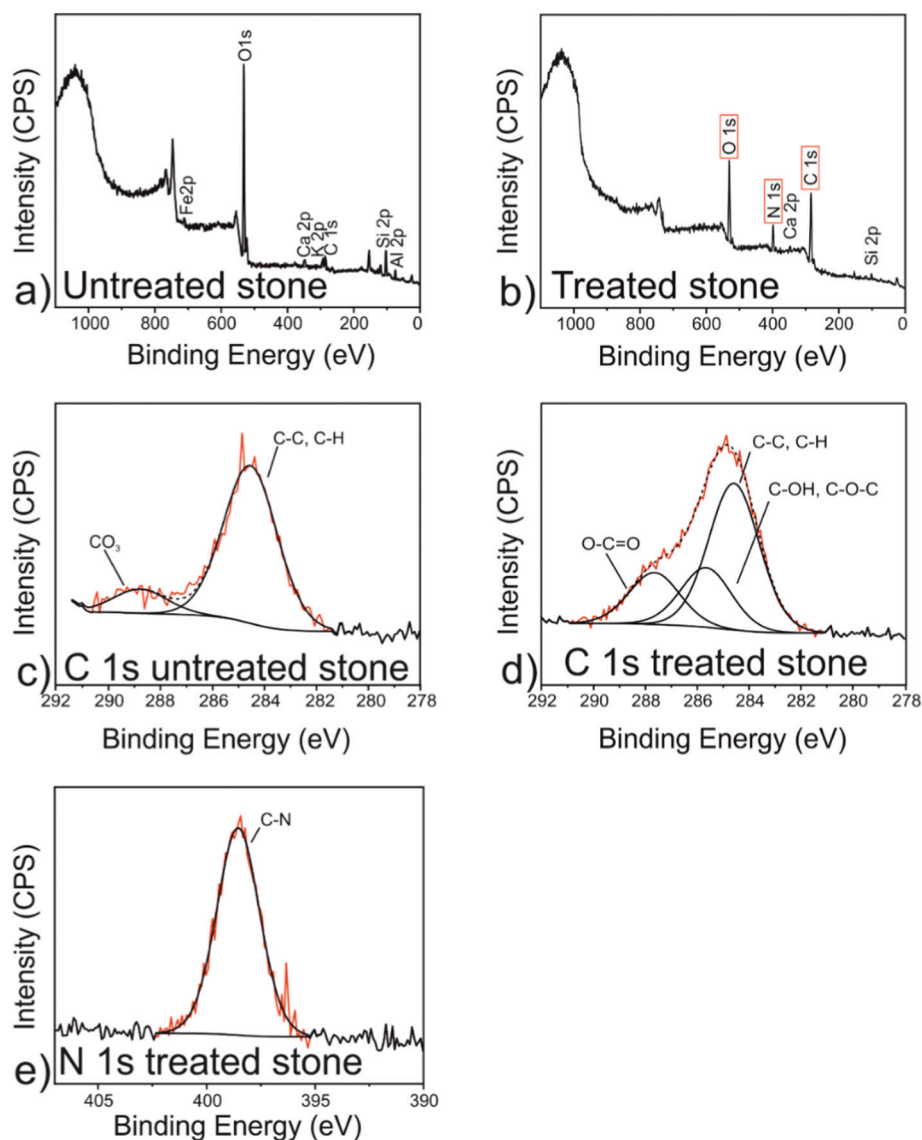 Intensity (CPS)
O1s
Fe2p
Ca 2p
K 2p
C 1s
Si 2p
Al 2p
a) Untreated stone
1000 800 600 400 200 0
Binding Energy (eV)
Intensity (CPS)
O 1s
N 1s
Ca 2p
C 1s
Si 2p
b) Treated stone
1000 800 600 400 200 0
Binding Energy (eV)
Intensity (CPS)
C-C, C-H
CO3
c) C 1s untreated stone
292 290 288 286 284 282 280 278
Binding Energy (eV)
Intensity (CPS)
C-C, C-H
C-OH, C-O-C
O-C=O
d) C 1s treated stone
292 290 288 286 284 282 280 278
Binding Energy (eV)
Intensity (CPS)
C-N
e) N 1s treated stone
405 400 395 390
Binding Energy (eV)